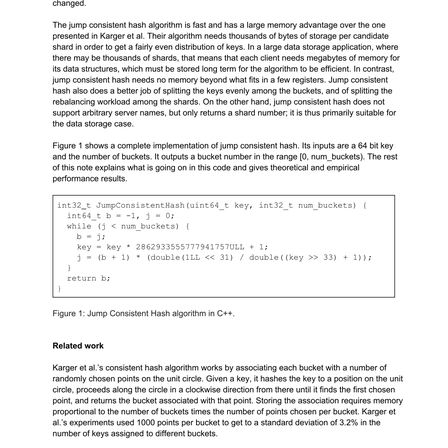 changed.
The jump consistent hash algorithm is fast and has a large memory advantage over the one
presented in Karger et al. Their algorithm needs thousands of bytes of storage per candidate
shard in order to get a fairly even distribution of keys. In a large data storage application, where
there may be thousands of shards, that means each client needs megabytes of memory for
its data structures, which must be stored long term for the algorithm to be efficient. In contrast,
jump consistent hash needs no memory beyond what fits in a few registers. Jump consistent
hash also does a better job of splitting the keys evenly among the buckets, and of splitting the
rebalancing workload among the shards. On the other hand, jump consistent hash does not
support arbitrary server names, but only returns a shard number; it is thus primarily suitable for
the data storage case.
Figure 1 shows a complete implementation of jump consistent hash. Its inputs are a 64 bit key
and the number of buckets. It outputs a bucket number in the range [0, num_buckets). The rest
of this note explains what is going on in this code and gives theoretical and empirical
performance results.
int32_t JumpConsistentHash(uint64_t key, int32_t num_buckets) {
int64_t b = -1, j = 0;
while (j < num_buckets) {
b = j;
key = key * 2862933555777941757ULL + 1;
j = (b + 1) * (double(1LL << 31) / double((key >> 33) + 1));
}
return b;
}
Figure 1: Jump Consistent Hash algorithm in C++.
Related work
Karger et al.'s consistent hash algorithm works by associating each bucket with a number of
randomly chosen points on the unit circle. Given a key, it hashes the key to a position on the unit
circle, proceeds along the circle in a clockwise direction from there until it finds the first chosen
point, and returns the bucket associated with that point. Storing the association requires memory
proportional to the number of buckets times the number of points chosen per bucket. Karger et
al.'s experiments used 1000 points per bucket to get to a standard deviation of 3.2% in the
number of keys assigned to different buckets.